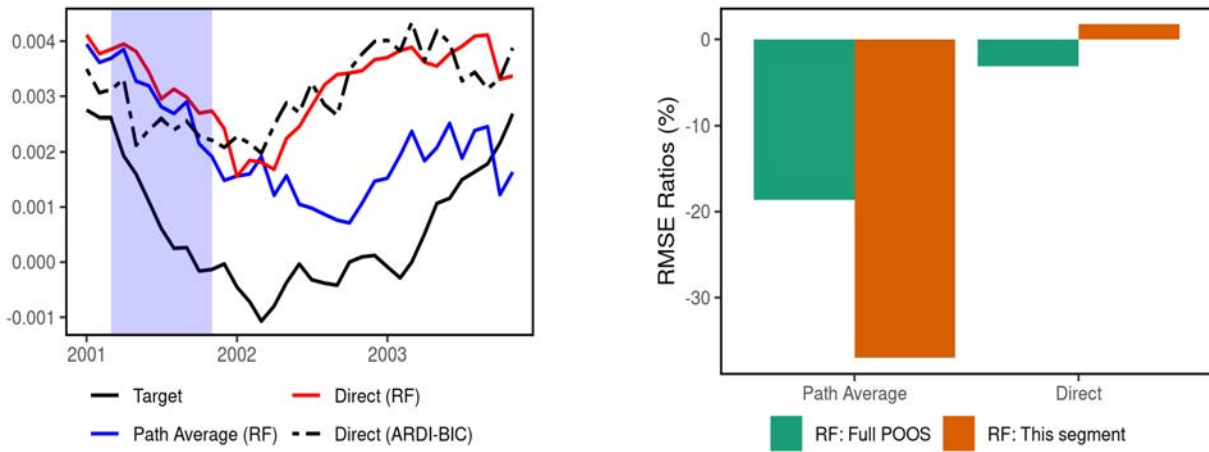 0.004
0.003
0.002
0.001
0.000
-0.001
2001 2002 2003
Target Direct (RF)
Path Average (RF) Direct (ARDI-BIC)
RMSE Ratios (%)
0
-10
-20
-30
Path Average Direct
RF: Full POOS RF: This segment